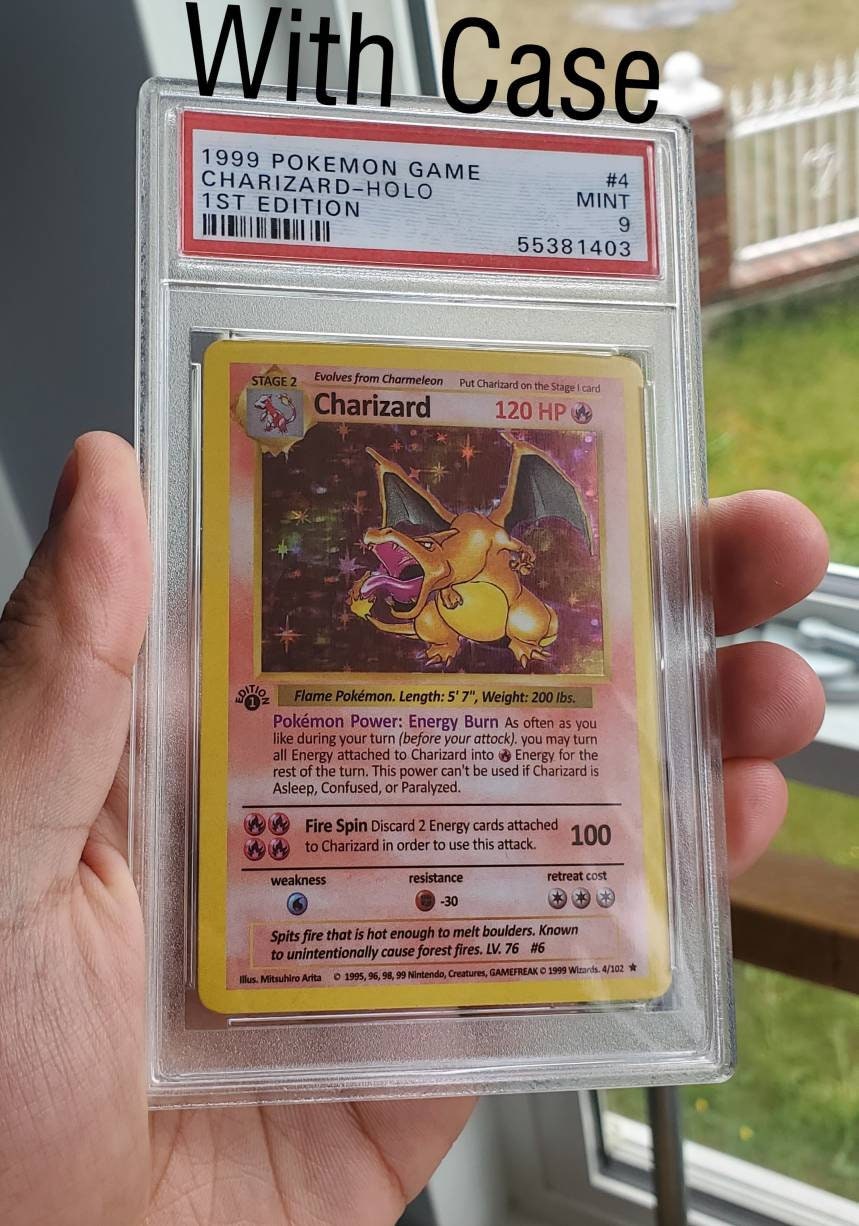 With Case
1999 POKEMON GAME #4
CHARIZARD-HOLO MINT
1ST EDITION 9
55381403
STAGE 2 Evolves from Charmeleon Put Charizard on the Stage I card
Charizard 120 HP
EDITION
1
Flame Pokémon. Length: 5' 7", Weight: 200 lbs.
Pokémon Power: Energy Burn As often as you
like during your turn (before your attock). you may turn
all Energy attached to Charizard into Energy for the
rest of the turn. This power can't be used if Charizard is
Asleep, Confused, or Paralyzed.
Fire Spin Discard 2 Energy cards attached
to Charizard in order to use this attack. 100
weakness resistance retreat cost
-30
Spits fire that is hot enough to melt boulders. Known
to unintentionally cause forest fires. LV. 76 #6
Illus. Mitsuhiro Arita © 1995, 96, 98, 99 Nintendo, Creatures, GAMEFREAK © 1999 Wizards. 4/102 ★